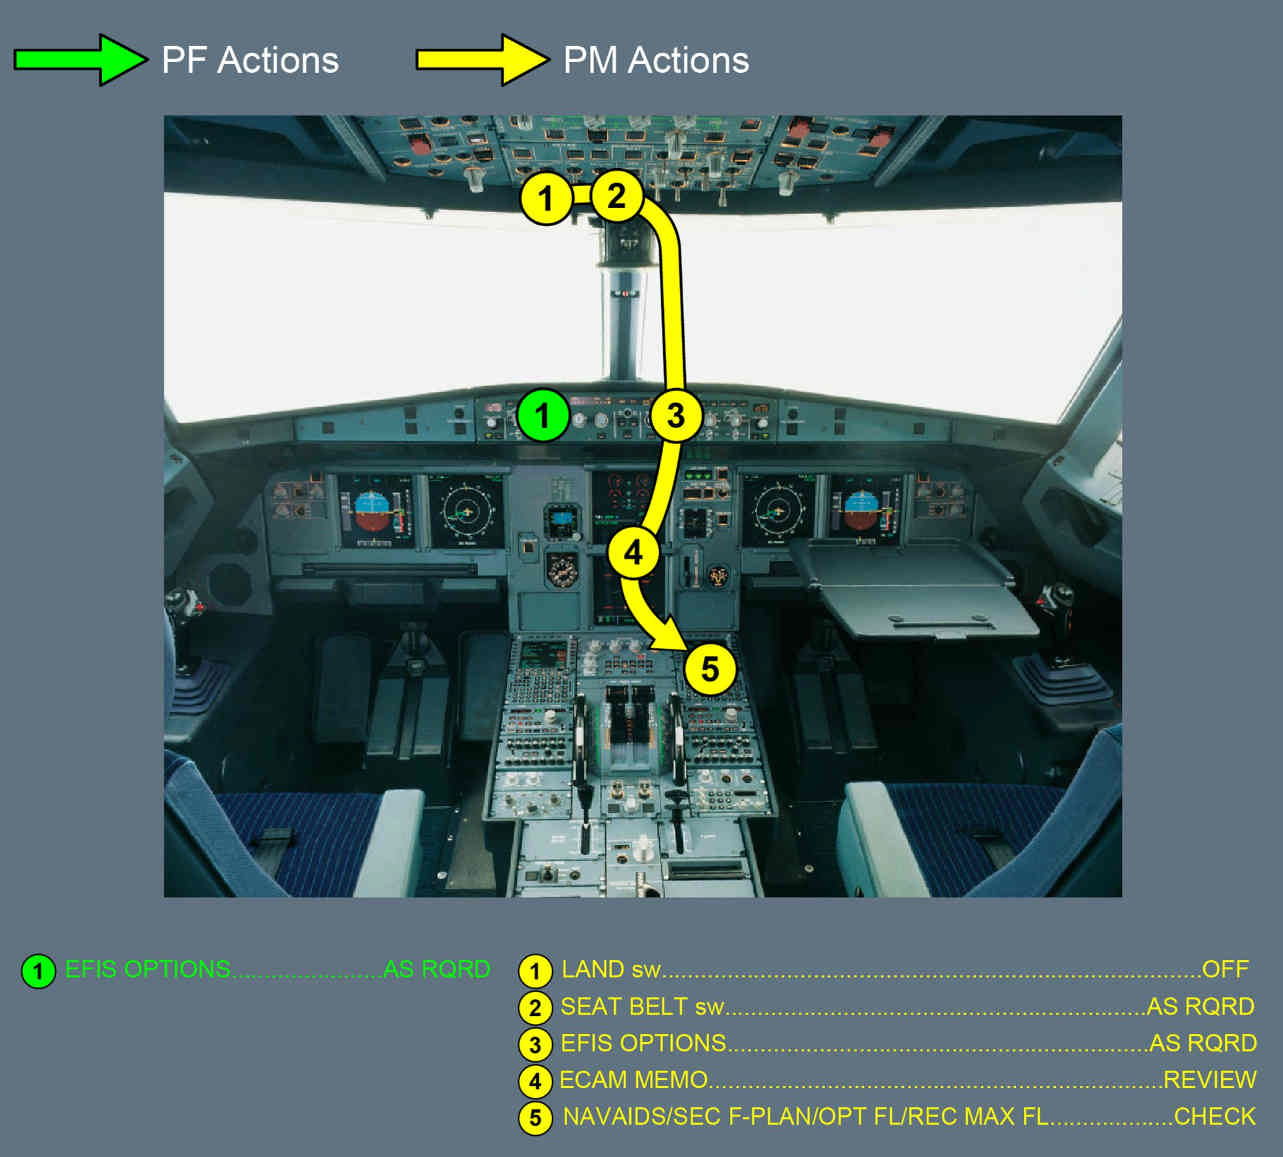 PF Actions
PM Actions
1
2
1
3
4
5
1 EFIS OPTIONS.......................AS RQRD
1 LAND sw...................................................................................OFF
2 SEAT BELT sw.................................................................AS RQRD
3 EFIS OPTIONS.................................................................AS RQRD
4 ECAM MEMO......................................................................REVIEW
5 NAVAIDS/SEC F-PLAN/OPT FL/REC MAX FL...................CHECK